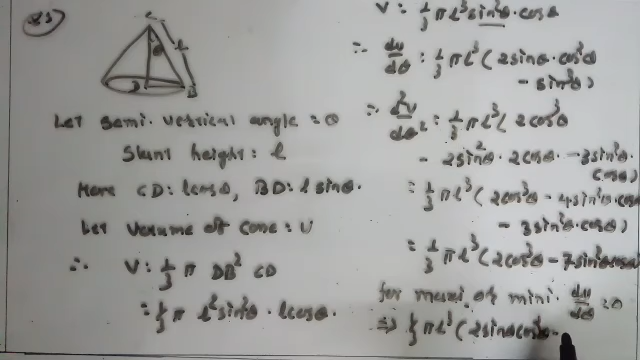 Let Semi. vertical angle = θ
Slant height = l
Here CD = l cosθ, BD = l sinθ.
Let Volume of Cone = V
∴ V = 1/3 π DB² CD
= 1/3 π l² sin²θ · l cosθ.
V = 1/3 π l³ sin²θ · cosθ
∴ dv/dθ = 1/3 π l³ (2 sinθ · cos²θ
- sin³θ)
∴ d²v/dθ² = 1/3 π l³ (2 cos³θ
- 2 sin²θ · 2 cosθ - 3 sin²θ
cosθ)
= 1/3 π l³ (2 cos³θ - 4 sin²θ cosθ
- 3 sin²θ · cosθ)
= 1/3 π l³ (2 cos³θ - 7 sin²θ cosθ)
for maxi. or mini. dv/dθ = 0
⇒ 1/3 π l³ (2 sinθ cos²θ -
C
θ
l
D
B